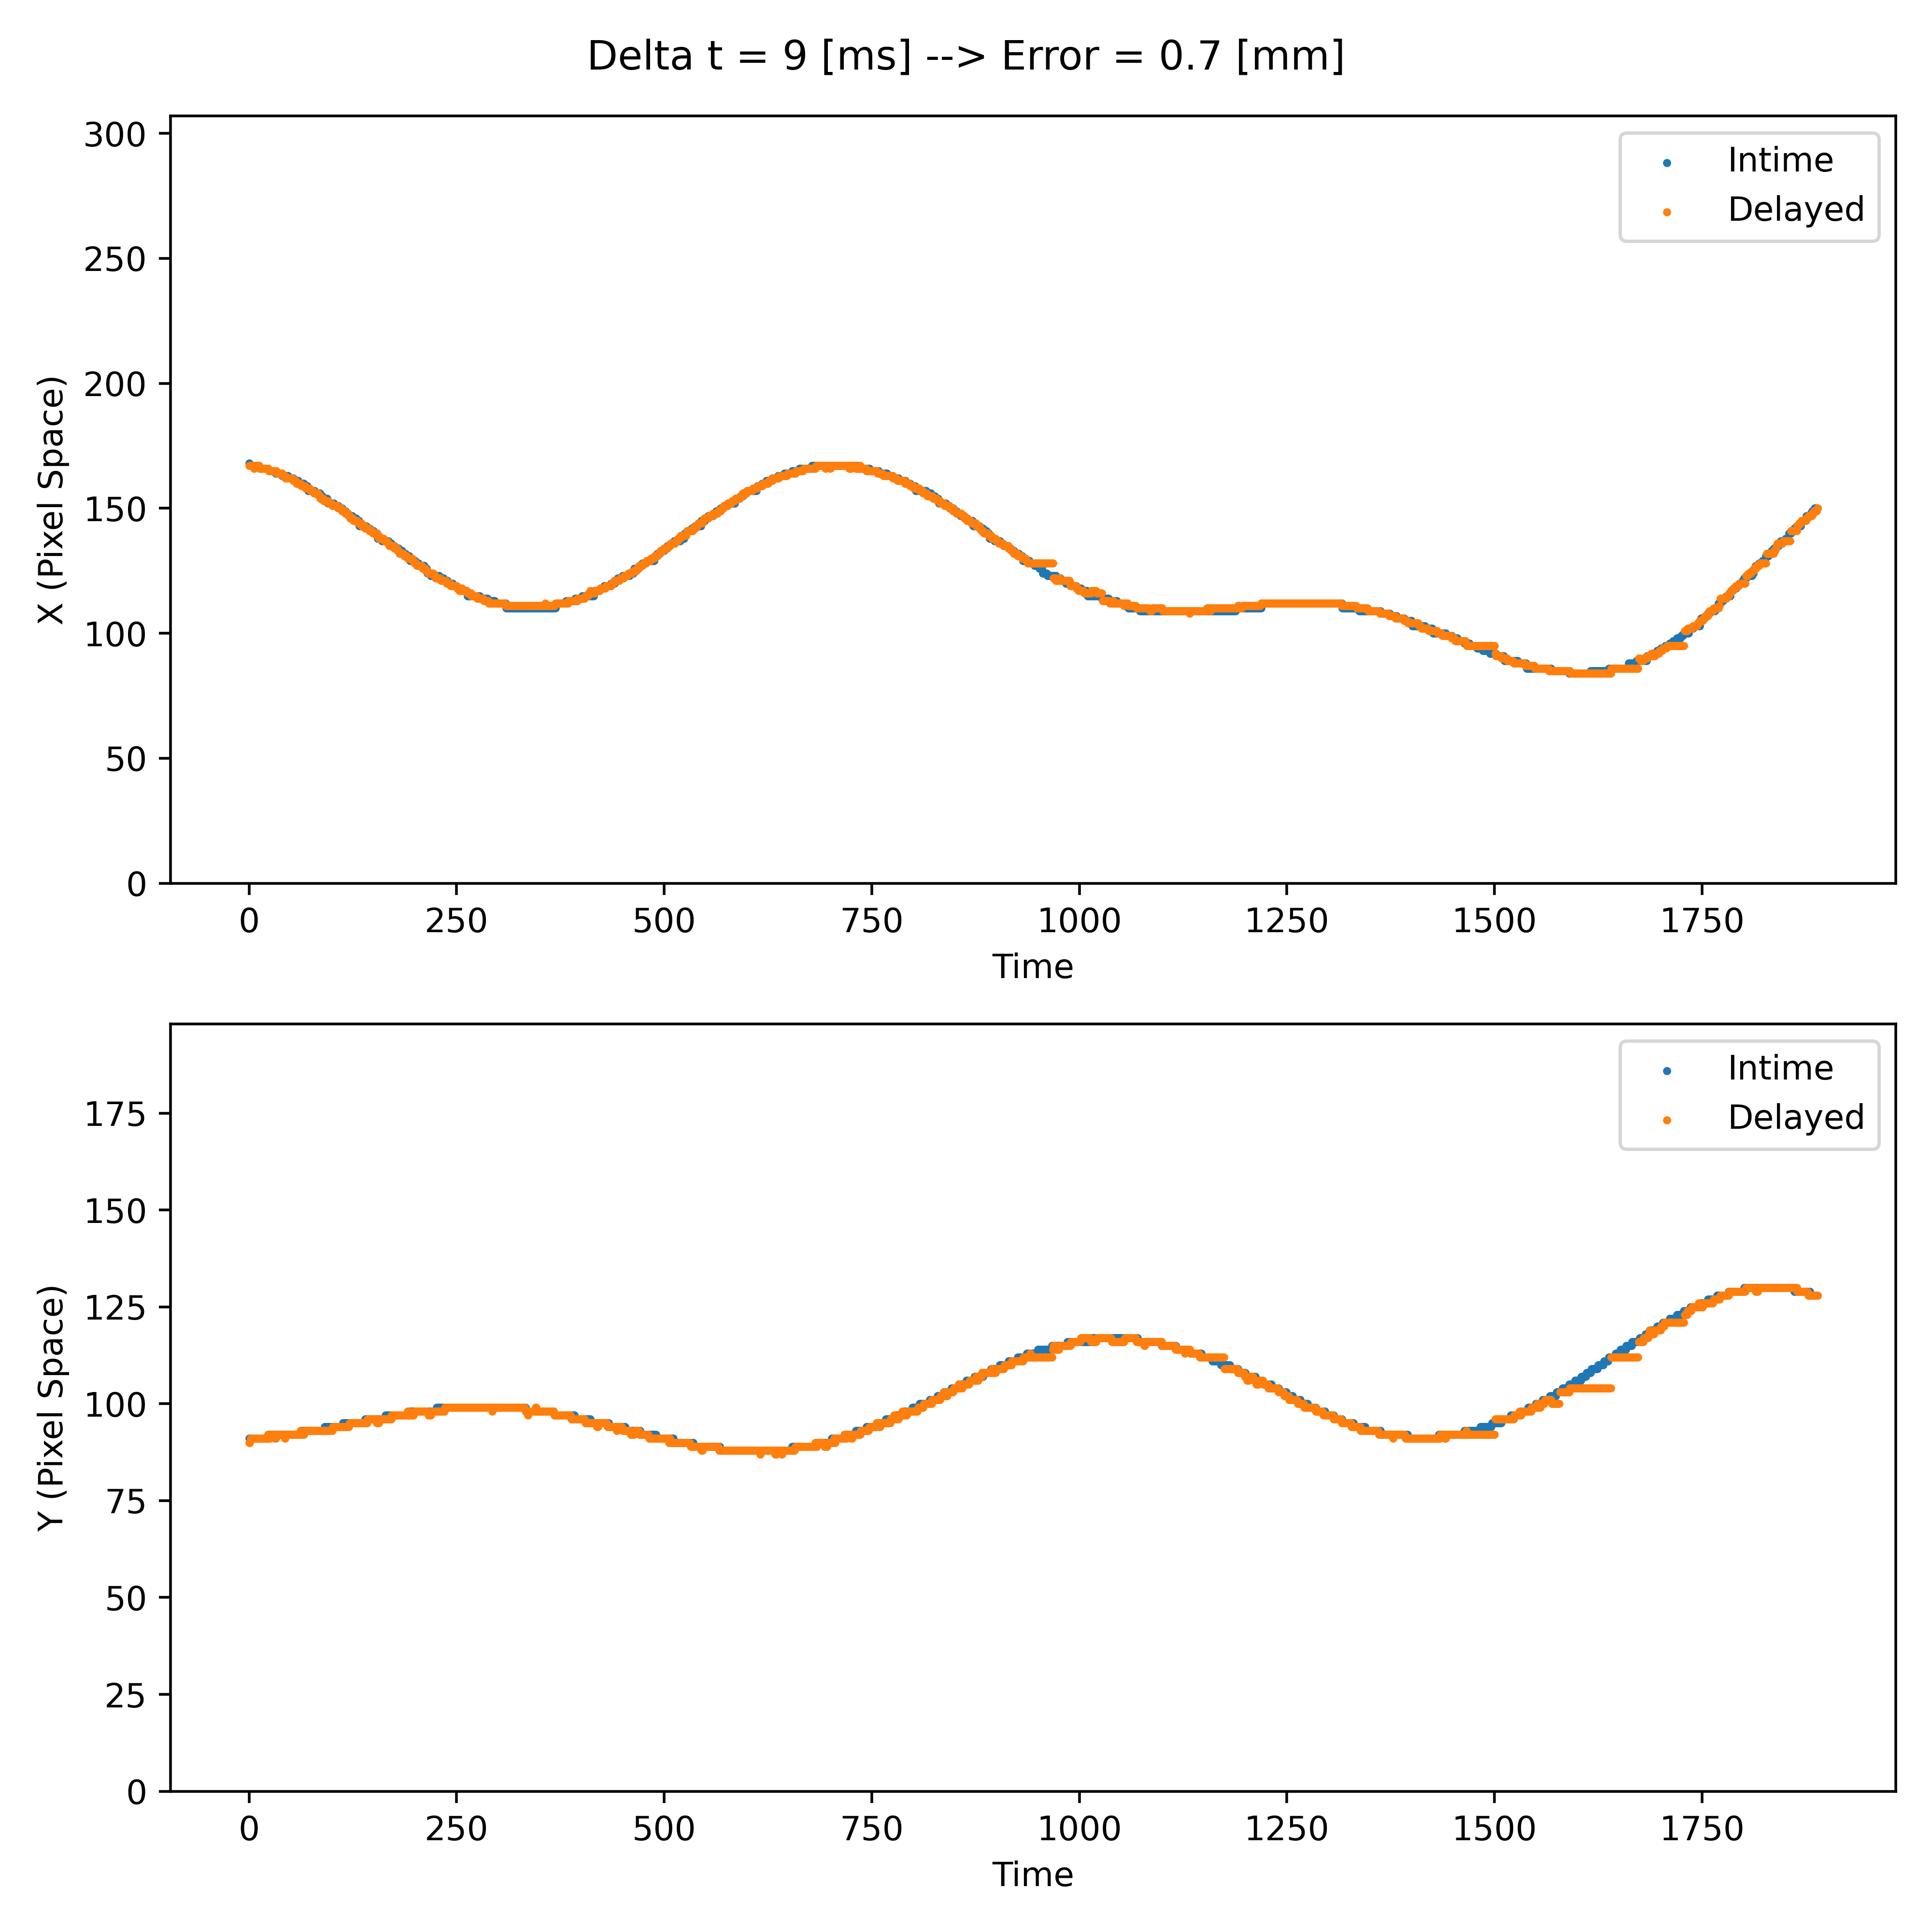 Delta t = 9 [ms] --> Error = 0.7 [mm]
300
250
200
150
100
50
0
X (Pixel Space)
Intime
Delayed
0 250 500 750 1000 1250 1500 1750
Time
175
150
125
100
75
50
25
0
Y (Pixel Space)
Intime
Delayed
0 250 500 750 1000 1250 1500 1750
Time